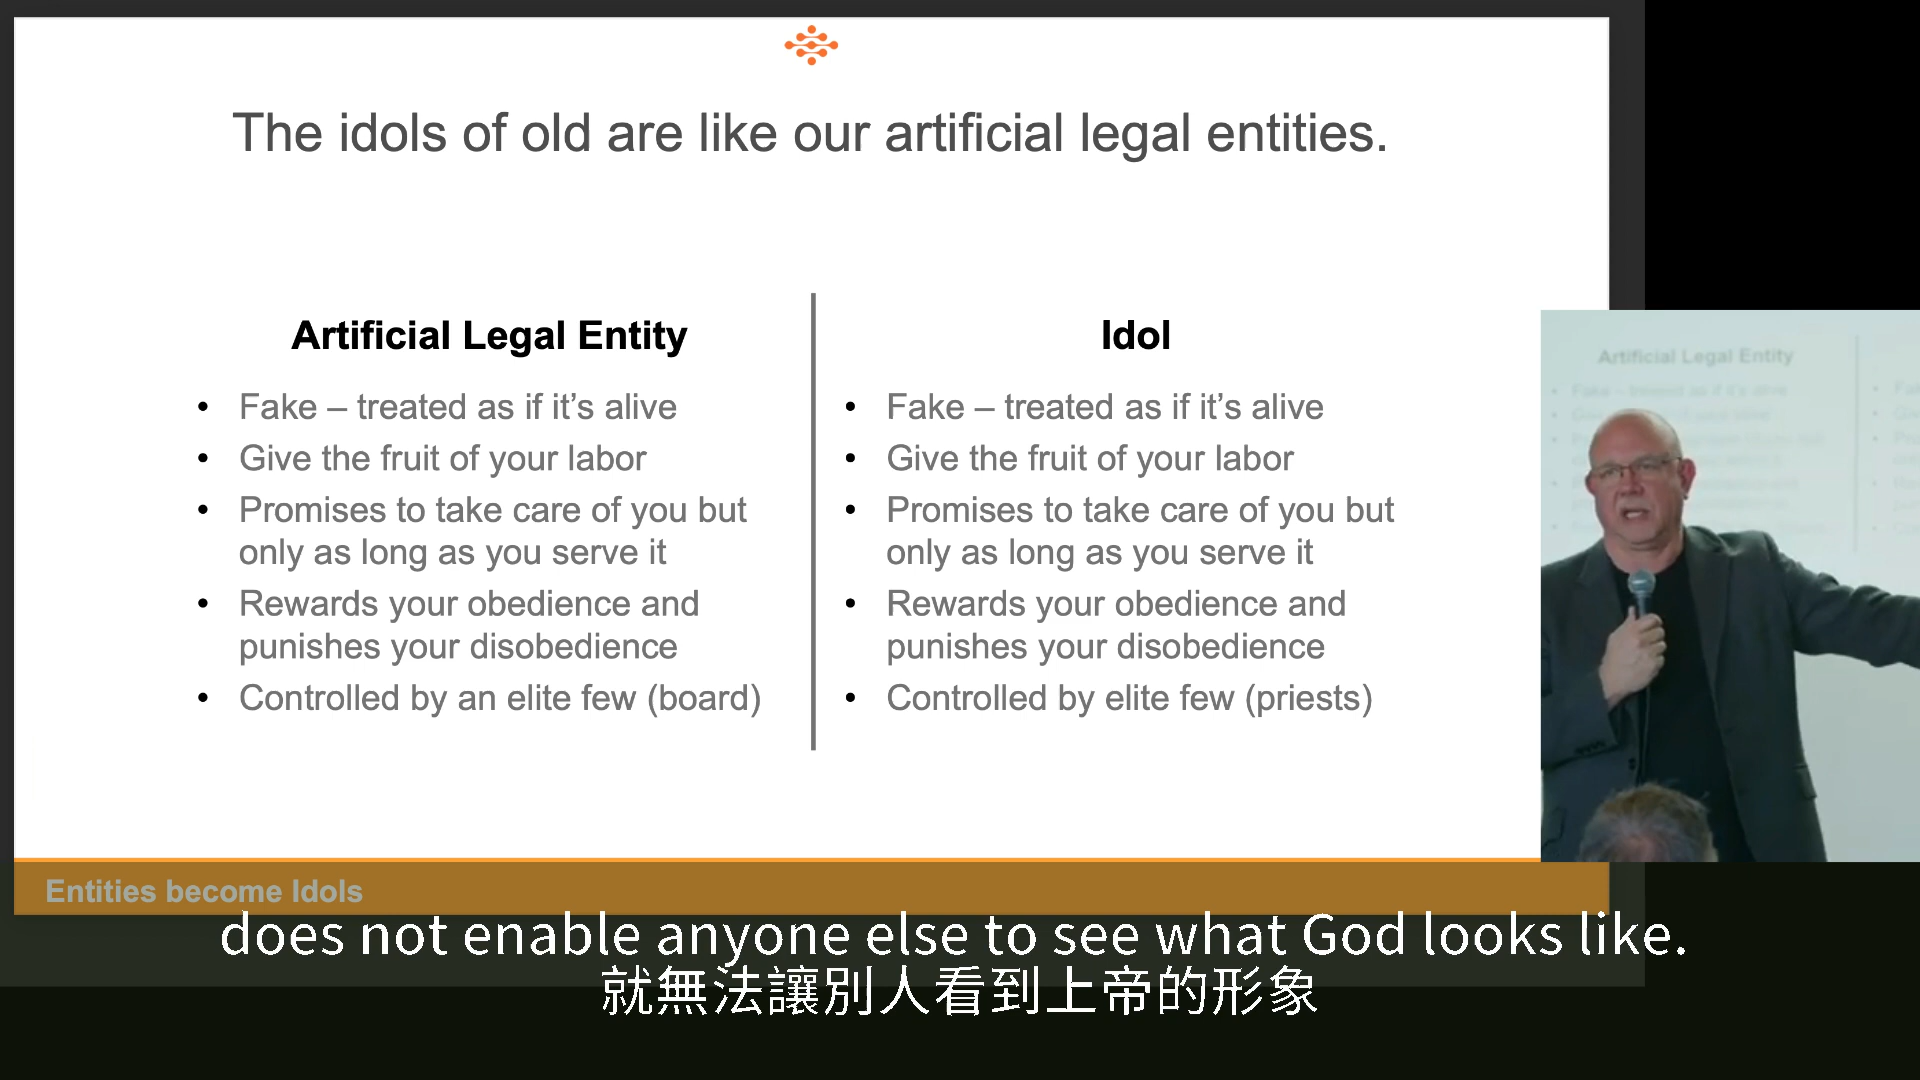 The idols of old are like our artificial legal entities.
Artificial Legal Entity
• Fake – treated as if it’s alive
• Give the fruit of your labor
• Promises to take care of you but
only as long as you serve it
• Rewards your obedience and
punishes your disobedience
• Controlled by an elite few (board)
Idol
• Fake – treated as if it’s alive
• Give the fruit of your labor
• Promises to take care of you but
only as long as you serve it
• Rewards your obedience and
punishes your disobedience
• Controlled by elite few (priests)
Artificial Legal Entity
Fake – treated as if it's alive
Entities become Idols
does not enable anyone else to see what God looks like.
就無法讓別人看到上帝的形象